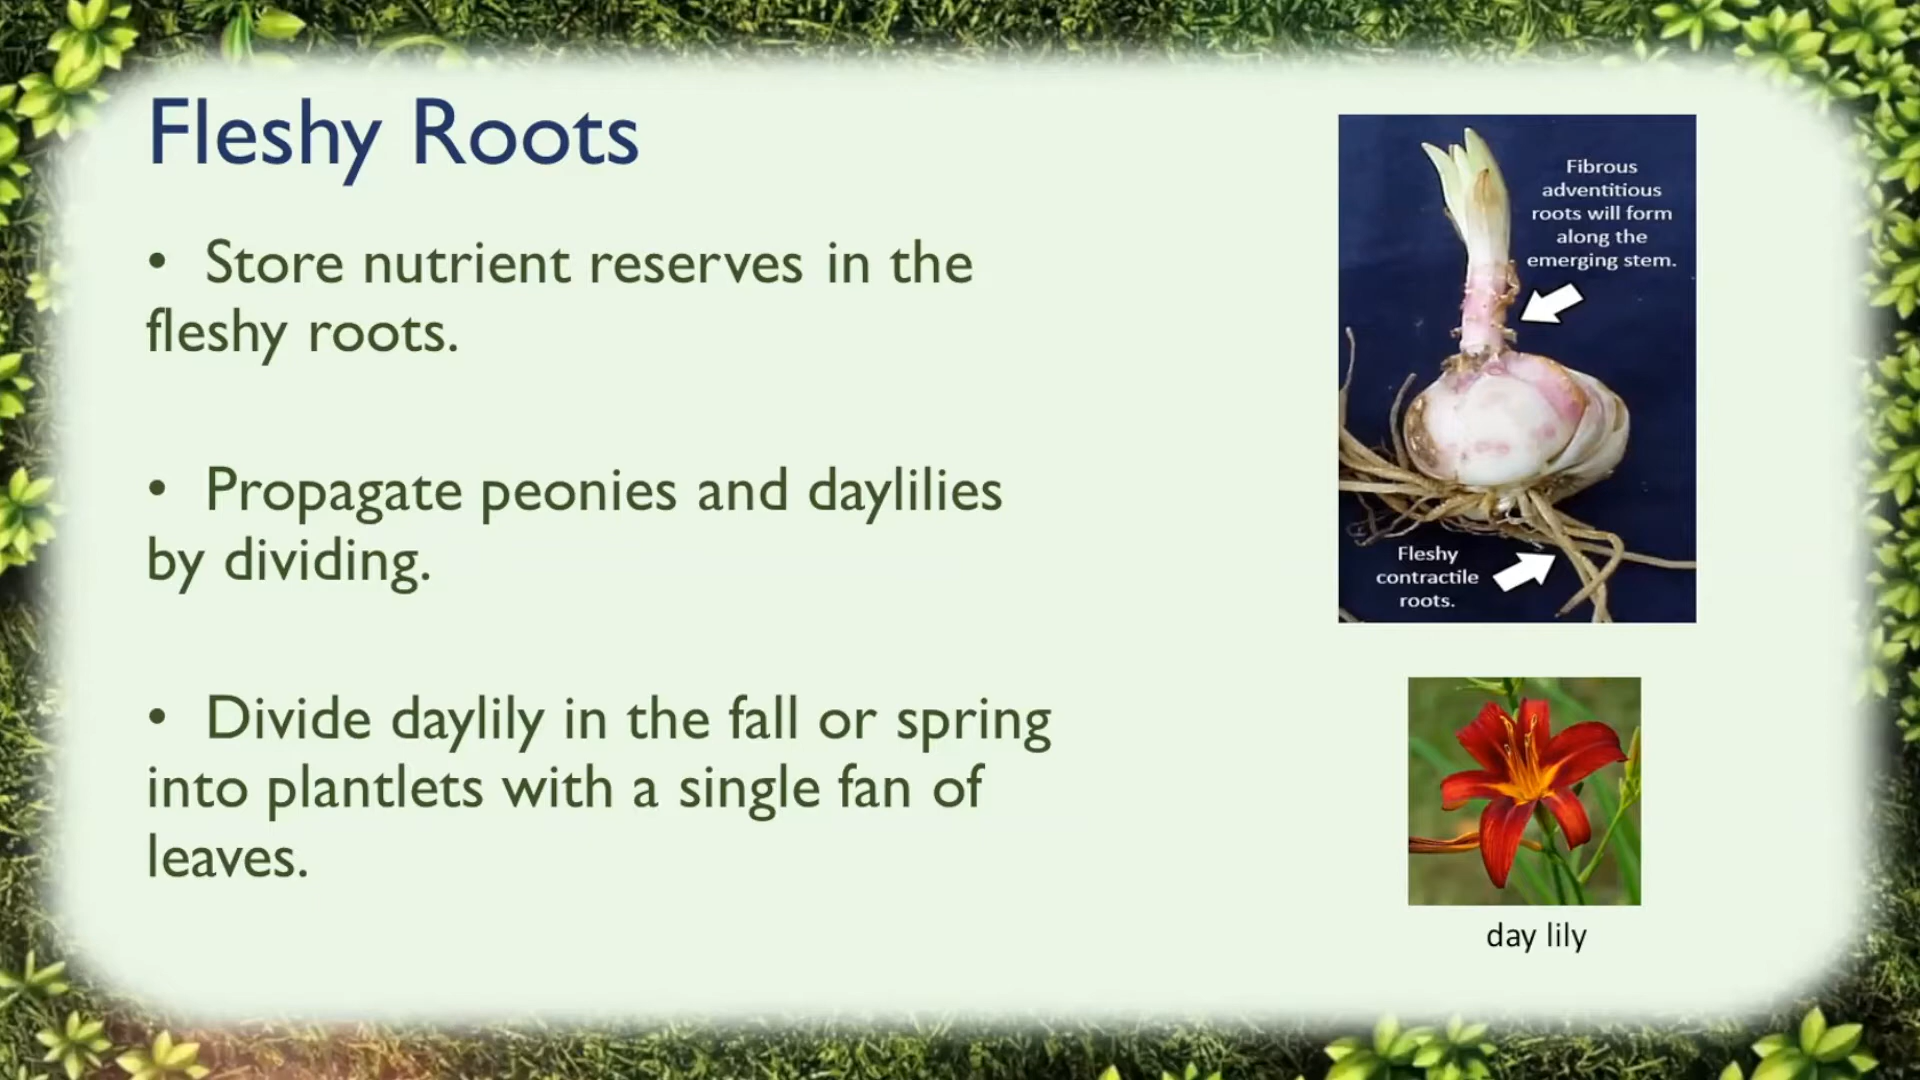 Fleshy Roots
• Store nutrient reserves in the
fleshy roots.
• Propagate peonies and daylilies
by dividing.
• Divide daylily in the fall or spring
into plantlets with a single fan of
leaves.
Fibrous
adventitious
roots will form
along the
emerging stem.
Fleshy
contractile
roots.
day lily